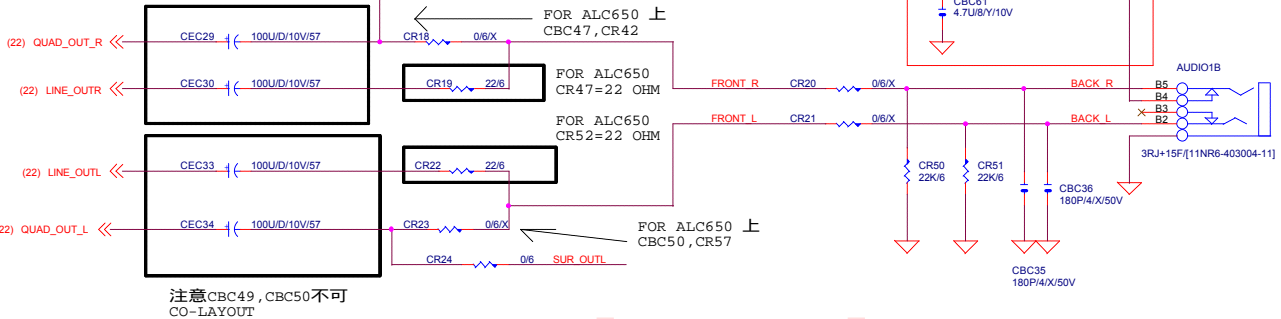 CBC61
4.7U/8/Y/10V
FOR ALC650 上
CBC47,CR42
(22) QUAD_OUT_R
CEC29
100U/D/10V/57
CR18
0/6/X
AUDIO1B
FOR ALC650
CR47=22 OHM
(22) LINE_OUTR
CEC30
100U/D/10V/57
CR19
22/6
FRONT_R
CR20
0/6/X
BACK_R
B5
B4
B3
B2
FOR ALC650
CR52=22 OHM
FRONT_L
CR21
0/6/X
BACK_L
3RJ+15F/[11NR6-403004-11]
(22) LINE_OUTL
CEC33
100U/D/10V/57
CR22
22/6
CR50
22K/6
CR51
22K/6
CBC36
180P/4/X/50V
22) QUAD_OUT_L
CEC34
100U/D/10V/57
CR23
0/6/X
FOR ALC650 上
CBC50,CR57
CR24
0/6
SUR_OUTL
CBC35
180P/4/X/50V
注意CBC49,CBC50不可
CO-LAYOUT